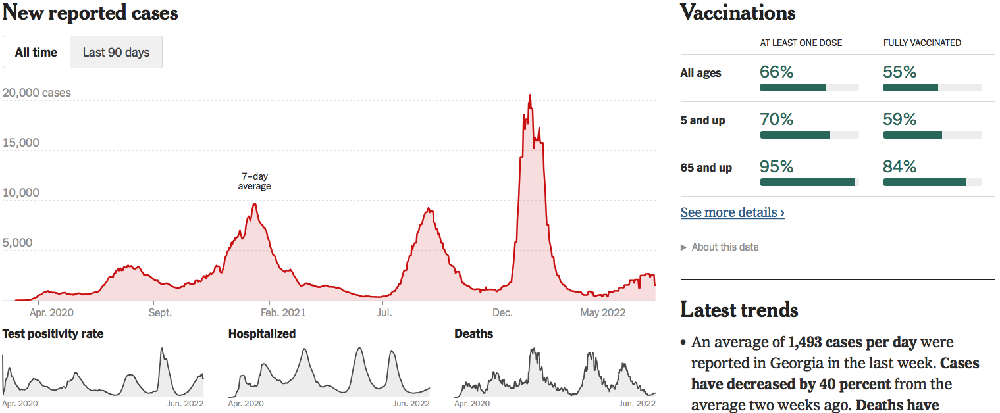 New reported cases
All time
Last 90 days
20,000 cases
15,000
10,000
5,000
7–day
average
Apr. 2020
Sept.
Feb. 2021
Jul.
Dec.
May 2022
Test positivity rate
Apr. 2020
Jun. 2022
Hospitalized
Apr. 2020
Jun. 2022
Deaths
Apr. 2020
Jun. 2022
Vaccinations
AT LEAST ONE DOSE
FULLY VACCINATED
All ages
66%
55%
5 and up
70%
59%
65 and up
95%
84%
See more details ›
▶ About this data
Latest trends
• An average of 1,493 cases per day were
reported in Georgia in the last week. Cases
have decreased by 40 percent from the
average two weeks ago. Deaths have